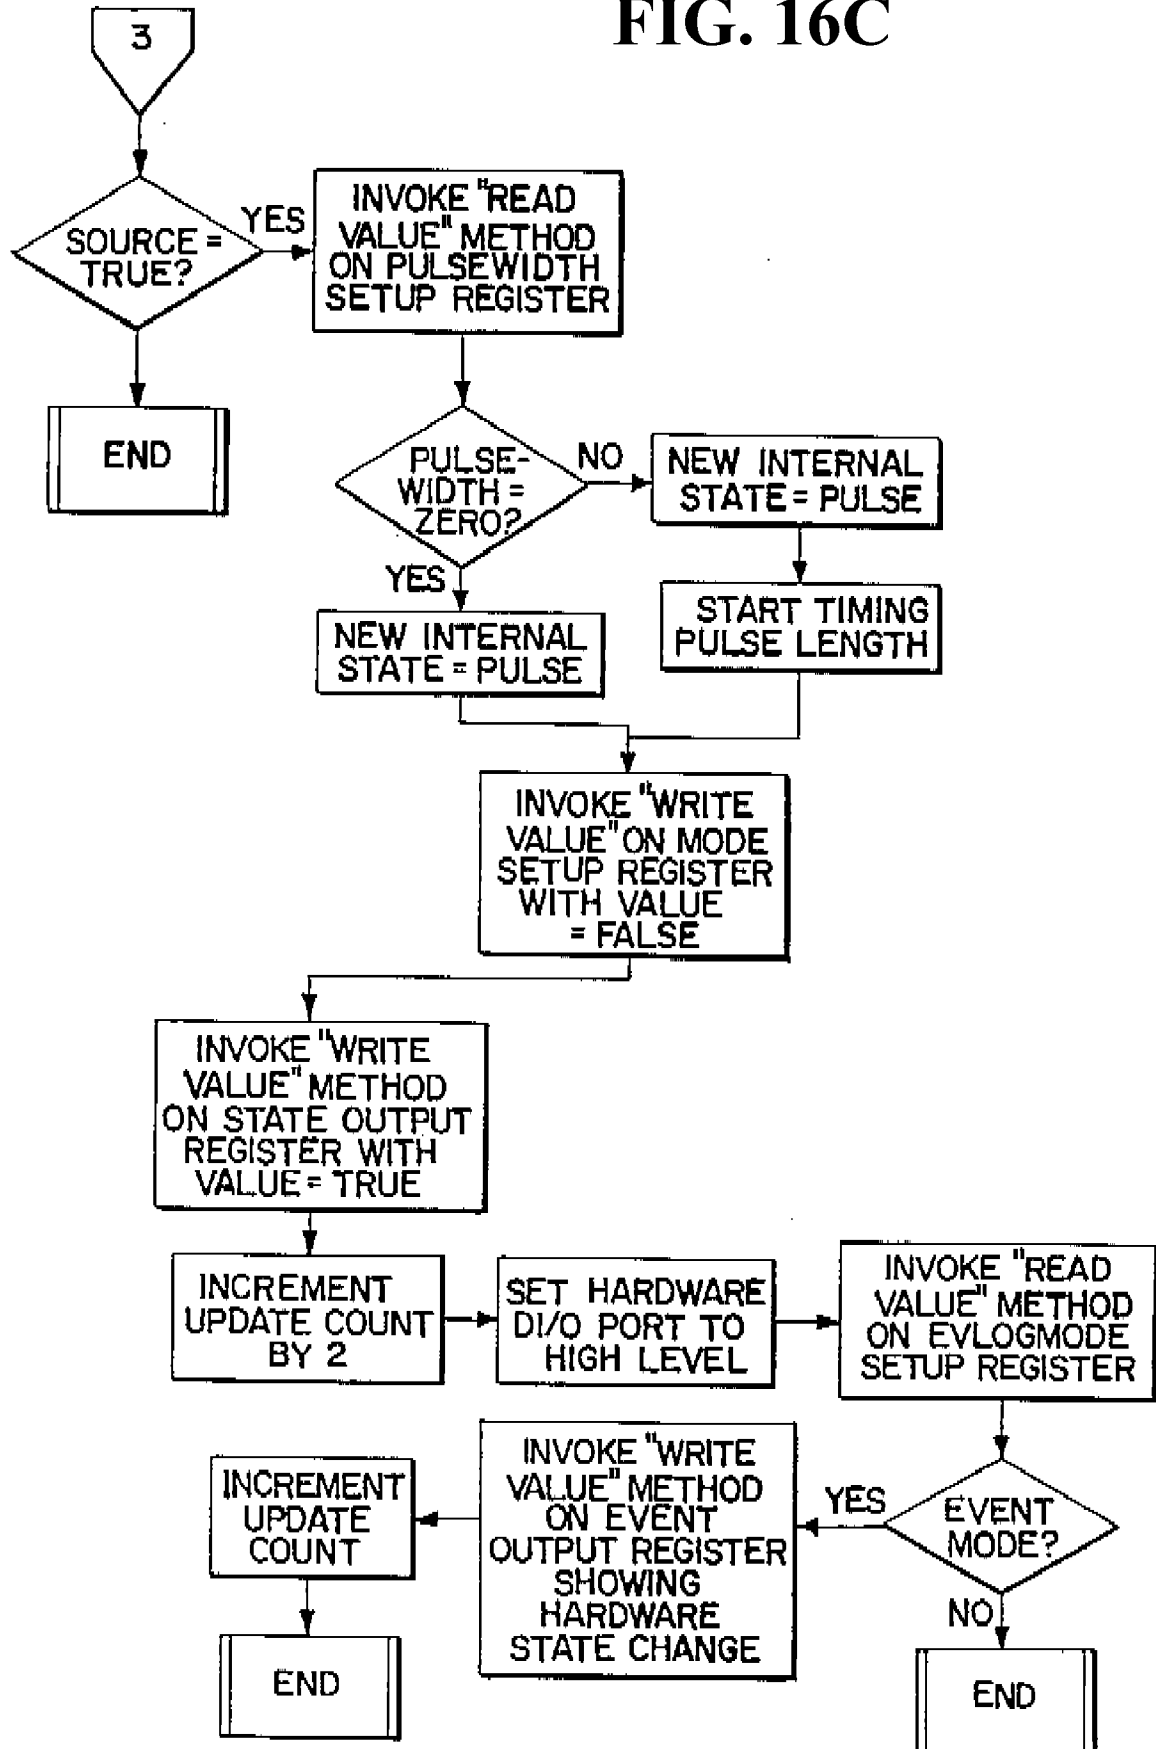 FIG. 16C
3
SOURCE =
TRUE?
YES
INVOKE "READ
VALUE" METHOD
ON PULSEWIDTH
SETUP REGISTER
END
PULSE-
WIDTH =
ZERO?
NO
NEW INTERNAL
STATE = PULSE
YES
START TIMING
PULSE LENGTH
NEW INTERNAL
STATE = PULSE
INVOKE "WRITE
VALUE" ON MODE
SETUP REGISTER
WITH VALUE
= FALSE
INVOKE "WRITE
VALUE" METHOD
ON STATE OUTPUT
REGISTER WITH
VALUE = TRUE
INCREMENT
UPDATE COUNT
BY 2
SET HARDWARE
DI/O PORT TO
HIGH LEVEL
INVOKE "READ
VALUE" METHOD
ON EVLOGMODE
SETUP REGISTER
EVENT
MODE?
YES
INVOKE "WRITE
VALUE" METHOD
ON EVENT
OUTPUT REGISTER
SHOWING
HARDWARE
STATE CHANGE
INCREMENT
UPDATE
COUNT
END
NO
END